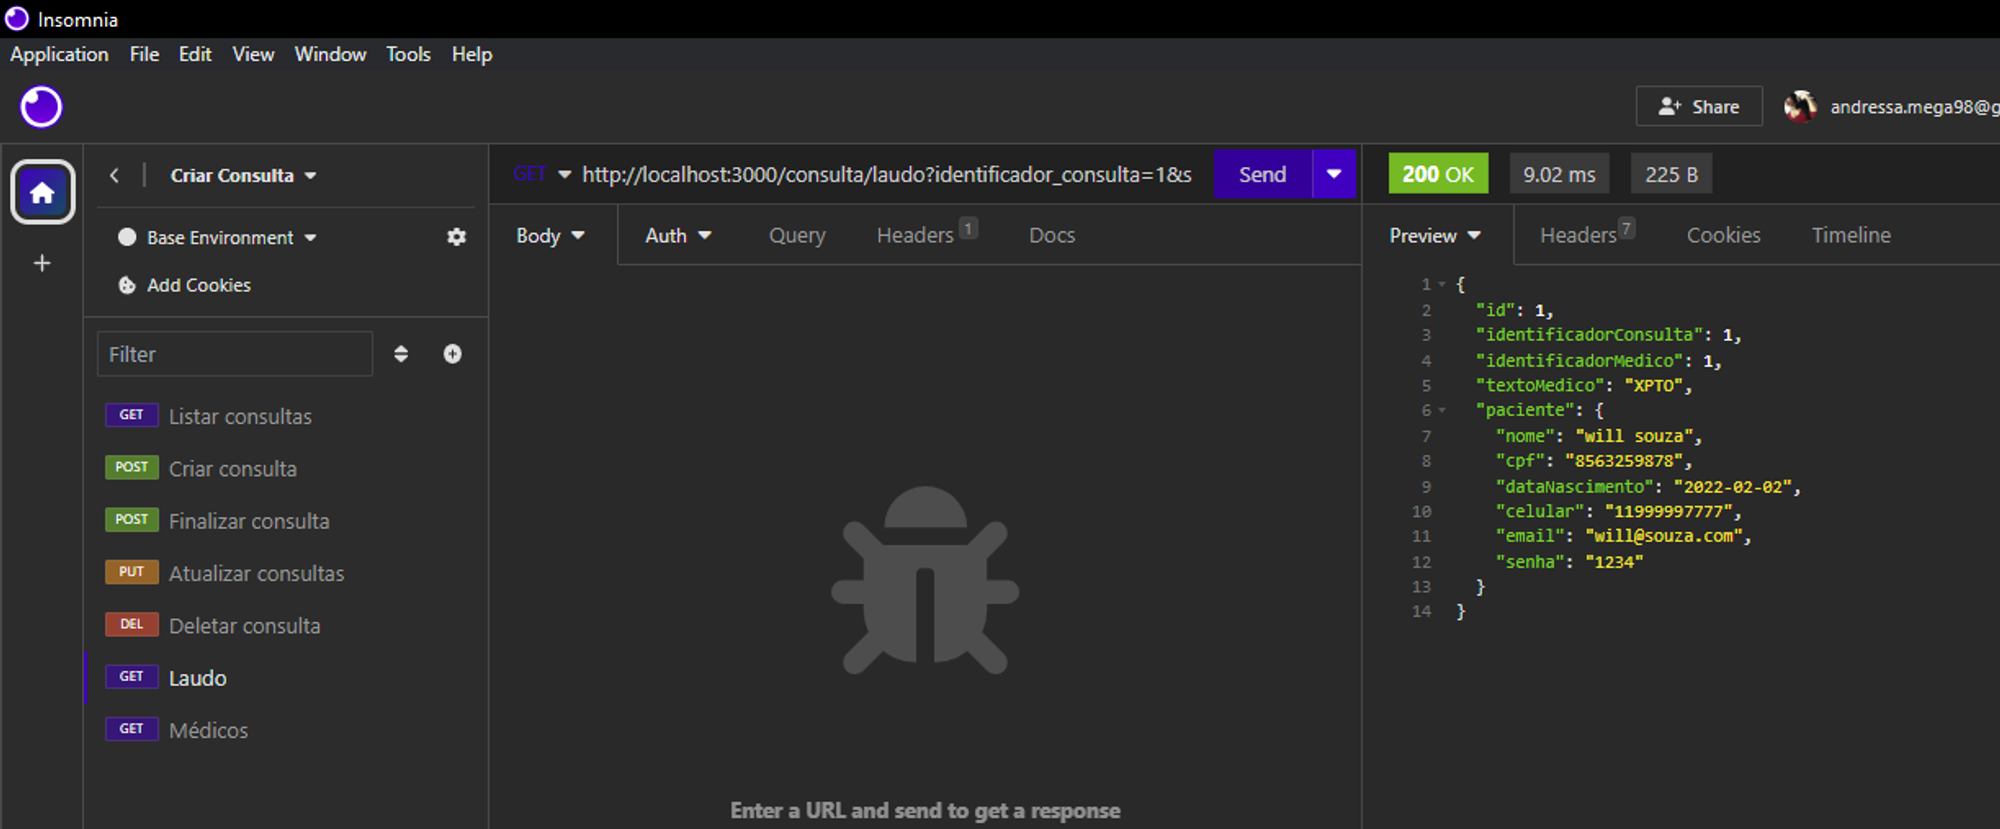 Insomnia
Application File Edit View Window Tools Help
Share andressa.mega98@g
Criar Consulta
GET http://localhost:3000/consulta/laudo?identificador_consulta=1&s Send
200 OK 9.02 ms 225 B
Base Environment
Add Cookies
Body Auth Query Headers 1 Docs
Preview Headers 7 Cookies Timeline
Filter
GET Listar consultas
POST Criar consulta
POST Finalizar consulta
PUT Atualizar consultas
DEL Deletar consulta
GET Laudo
GET Médicos
Enter a URL and send to get a response
1 {
2 "id": 1,
3 "identificadorConsulta": 1,
4 "identificadorMedico": 1,
5 "textoMedico": "XPTO",
6 "paciente": {
7 "nome": "will souza",
8 "cpf": "8563259878",
9 "dataNascimento": "2022-02-02",
10 "celular": "11999997777",
11 "email": "will@souza.com",
12 "senha": "1234"
13 }
14 }